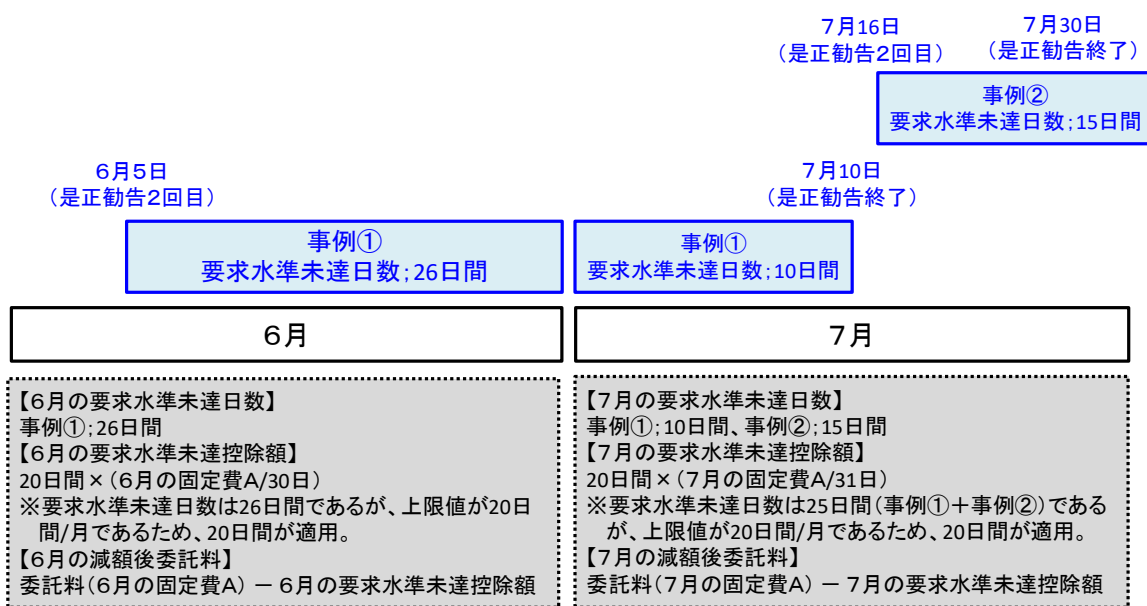 7月16日
（是正勧告2回目）
7月30日
（是正勧告終了）
事例②
要求水準未達日数;15日間
6月5日
（是正勧告2回目）
7月10日
（是正勧告終了）
事例①
要求水準未達日数;26日間
事例①
要求水準未達日数;10日間
6月
7月
【6月の要求水準未達日数】
事例①;26日間
【6月の要求水準未達控除額】
20日間×（6月の固定費A/30日）
※要求水準未達日数は26日間であるが、上限値が20日
間/月であるため、20日間が適用。
【6月の減額後委託料】
委託料（6月の固定費A）－6月の要求水準未達控除額
【7月の要求水準未達日数】
事例①;10日間、事例②;15日間
【7月の要求水準未達控除額】
20日間×（7月の固定費A/31日）
※要求水準未達日数は25日間（事例①＋事例②）である
が、上限値が20日間/月であるため、20日間が適用。
【7月の減額後委託料】
委託料（7月の固定費A）－7月の要求水準未達控除額